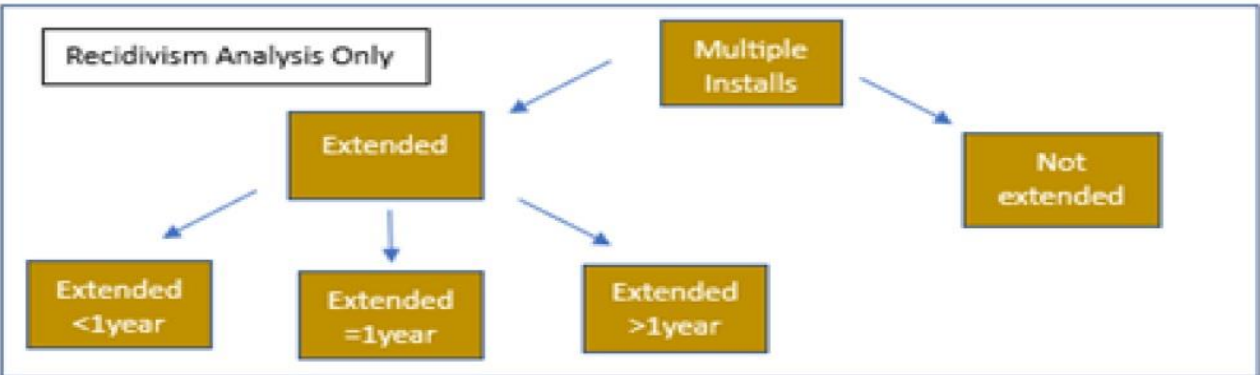 Recidivism Analysis Only
Multiple
Installs
Extended
Not
extended
Extended
<1year
Extended
=1year
Extended
>1year